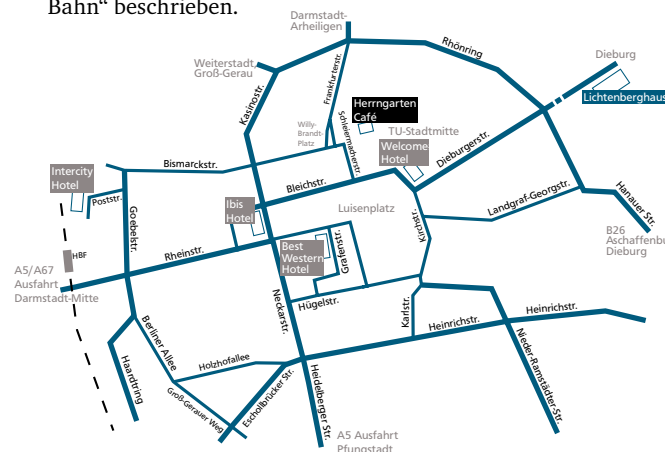 Bahn“ beschrieben.
Darmstadt-
Arheiligen
Rhönring
Dieburg
Weiterstadt,
Groß-Gerau
Kasinostr.
Frankfurterstr.
Lichtenberghaus
Herrngarten
Café
Willy-
Brandt-
Platz
Schleiermacherstr.
TU-Stadtmitte
Welcome
Hotel
Dieburgerstr.
Bismarckstr.
Intercity
Hotel
Bleichstr.
Poststr.
Goebelstr.
Ibis
Hotel
Luisenplatz
Landgraf-Georgstr.
Hanauer Str.
Kirchstr.
B26
Aschaffenbu
Dieburg
Best
Western
Hotel
Grafenstr.
Rheinstr.
HBF
A5/A67
Ausfahrt
Darmstadt-Mitte
Neckarstr.
Hügelstr.
Karlstr.
Heinrichstr.
Heinrichstr.
Berliner Allee
Haardtring
Holzhofallee
Groß-Gerauer Weg
Eschollbrücker Str.
Heidelberger Str.
Nieder-Ramstädter-Str.
A5 Ausfahrt
Pfungstadt